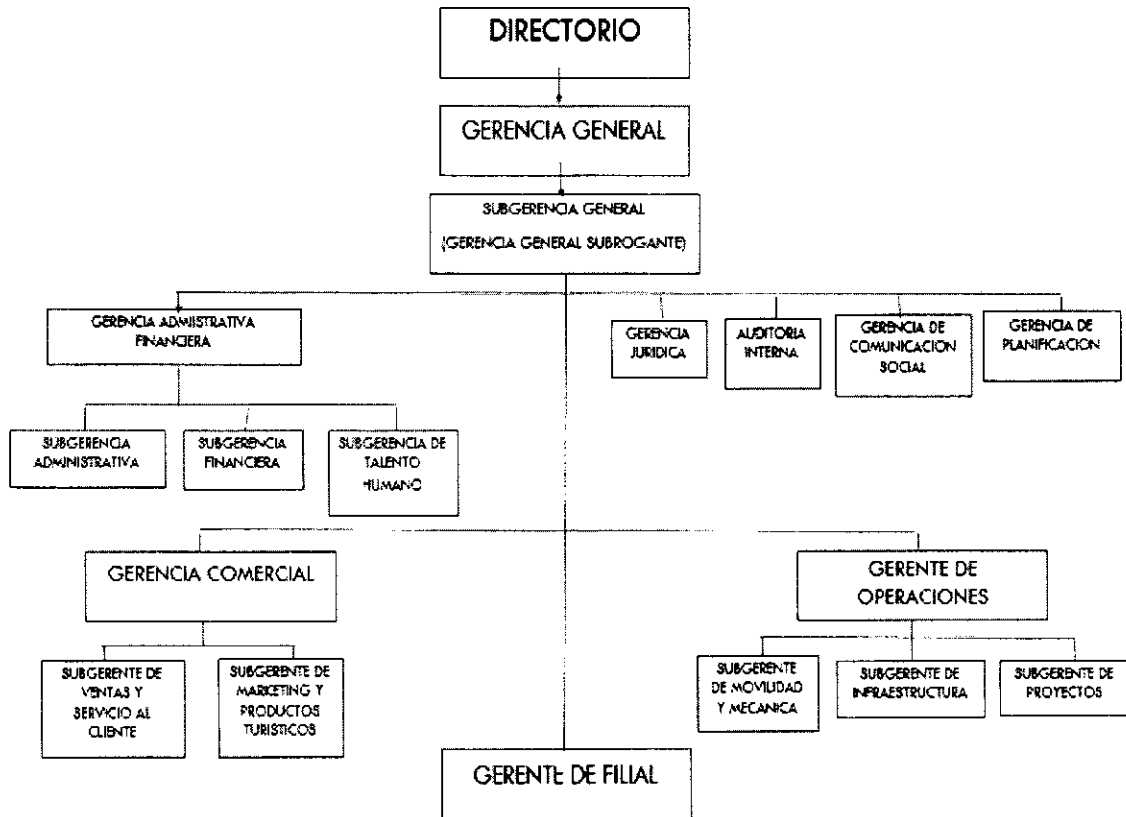 DIRECTORIO
GERENCIA GENERAL
SUBGERENCIA GENERAL
(GERENCIA GENERAL SUBROGANTE)
GERENCIA ADMIISTRATIVA
FINANCIERA
GERENCIA
JURIDICA
AUDITORIA
INTERNA
GERENCIA DE
COMUNICACION
SOCIAL
GERENCIA DE
PLANIFICACION
SUBGERENCIA
ADMINISTRATIVA
SUBGERENCIA
FINANCIERA
SUBGERENCIA DE
TALENTO
HUMANO
GERENCIA COMERCIAL
GERENTE DE
OPERACIONES
SUBGERENTE DE
VENTAS Y
SERVICIO AL
CLIENTE
SUBGERENTE DE
MARKETING Y
PRODUCTOS
TURISTICOS
SUBGERENTE
DE MOVILIDAD
Y MECANICA
SUBGERENTE DE
INFRAESTRUCTURA
SUBGERENTE DE
PROYECTOS
GERENTE DE FILIAL